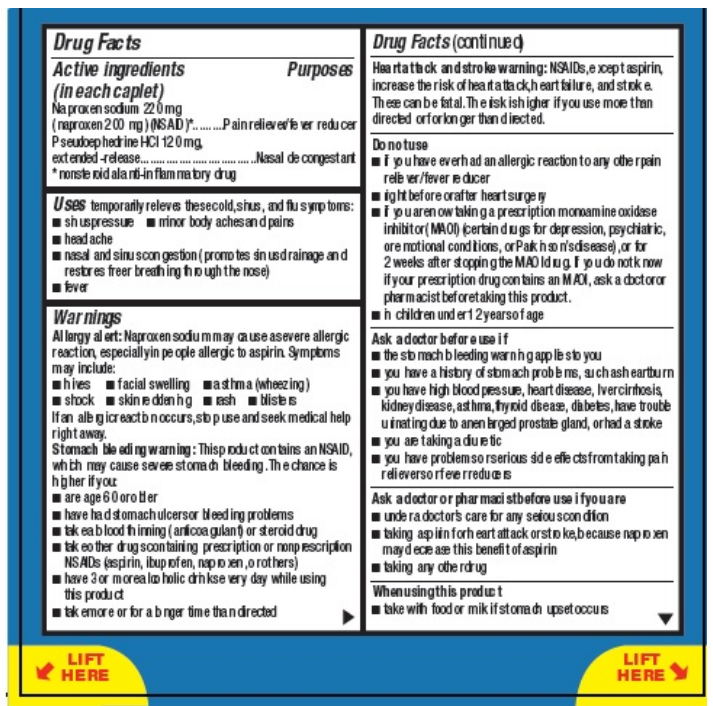 Drug Facts
Active ingredients Purposes
(in each caplet)
Naproxen sodium 220 mg
(naproxen 200 mg) (NSAID)*.........Pain reliever/fever reducer
Pseudoephedrine HCl 120 mg,
extended-release..................................Nasal decongestant
* nonsteroidal anti-inflammatory drug
Uses temporarily relieves these cold, sinus, and flu symptoms:
■ sinus pressure ■ minor body aches and pains
■ headache
■ nasal and sinus congestion (promotes sinus drainage and
restores freer breathing through the nose)
■ fever
Warnings
Allergy alert: Naproxen sodium may cause a severe allergic
reaction, especially in people allergic to aspirin. Symptoms
may include:
■ hives ■ facial swelling ■ asthma (wheezing)
■ shock ■ skin reddening ■ rash ■ blisters
If an allergic reaction occurs, stop use and seek medical help
right away.
Stomach bleeding warning: This product contains an NSAID,
which may cause severe stomach bleeding. The chance is
higher if you:
■ are age 60 or older
■ have had stomach ulcers or bleeding problems
■ take a blood thinning (anticoagulant) or steroid drug
■ take other drugs containing prescription or nonprescription
NSAIDs (aspirin, ibuprofen, naproxen, or others)
■ have 3 or more alcoholic drinks every day while using
this product
■ take more or for a longer time than directed
Drug Facts (continued)
Heart attack and stroke warning: NSAIDs, except aspirin,
increase the risk of heart attack, heart failure, and stroke.
These can be fatal. The risk is higher if you use more than
directed or for longer than directed.
Do not use
■ if you have ever had an allergic reaction to any other pain
reliever/fever reducer
■ right before or after heart surgery
■ if you are now taking a prescription monoamine oxidase
inhibitor (MAOI) (certain drugs for depression, psychiatric,
or emotional conditions, or Parkinson's disease), or for
2 weeks after stopping the MAOI drug. If you do not know
if your prescription drug contains an MAOI, ask a doctor or
pharmacist before taking this product.
■ in children under 12 years of age
Ask a doctor before use if
■ the stomach bleeding warning applies to you
■ you have a history of stomach problems, such as heartburn
■ you have high blood pressure, heart disease, liver cirrhosis,
kidney disease, asthma, thyroid disease, diabetes, have trouble
urinating due to an enlarged prostate gland, or had a stroke
■ you are taking a diuretic
■ you have problems or serious side effects from taking pain
relievers or fever reducers
Ask a doctor or pharmacist before use if you are
■ under a doctor's care for any serious condition
■ taking aspirin for heart attack or stroke, because naproxen
may decrease this benefit of aspirin
■ taking any other drug
When using this product
■ take with food or milk if stomach upset occurs
LIFT
HERE
LIFT
HERE